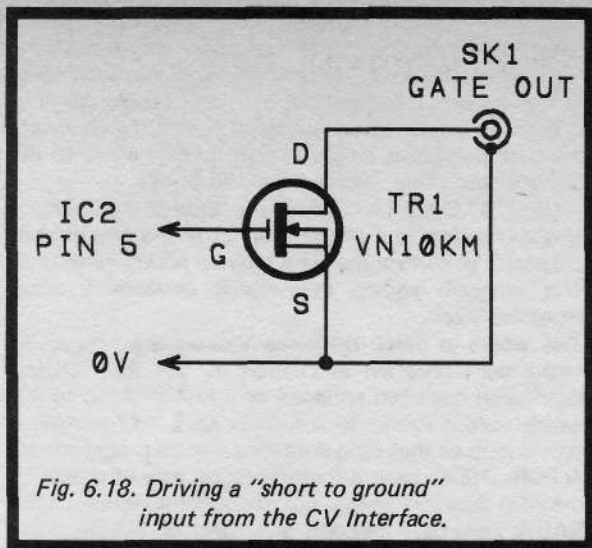 SK1
GATE OUT
D
IC2
PIN 5
G
TR1
VN10KM
S
0V
Fig. 6.18. Driving a "short to ground"
input from the CV Interface.